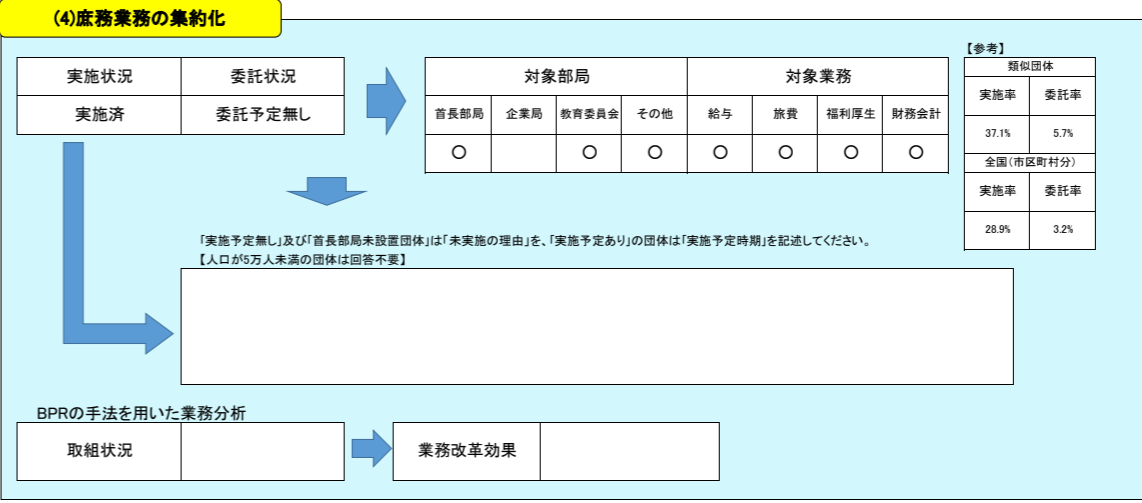 (4)庶務業務の集約化
実施状況 委託状況
実施済 委託予定無し
対象部局 対象業務
首長部局 企業局 教育委員会 その他 給与 旅費 福利厚生 財務会計
〇 〇 〇 〇 〇 〇 〇
【参考】
類似団体
実施率 委託率
37.1% 5.7%
全国(市区町村分)
実施率 委託率
28.9% 3.2%
「実施予定無し」及び「首長部局未設置団体」は「未実施の理由」を、「実施予定あり」の団体は「実施予定時期」を記述してください。
【人口が5万人未満の団体は回答不要】
BPRの手法を用いた業務分析
取組状況 業務改革効果